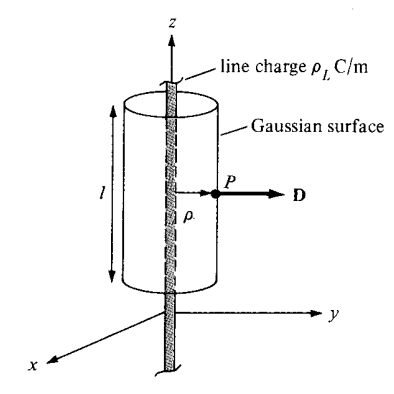 z
line charge ρ_L C/m
Gaussian surface
l
P
D
ρ
y
x